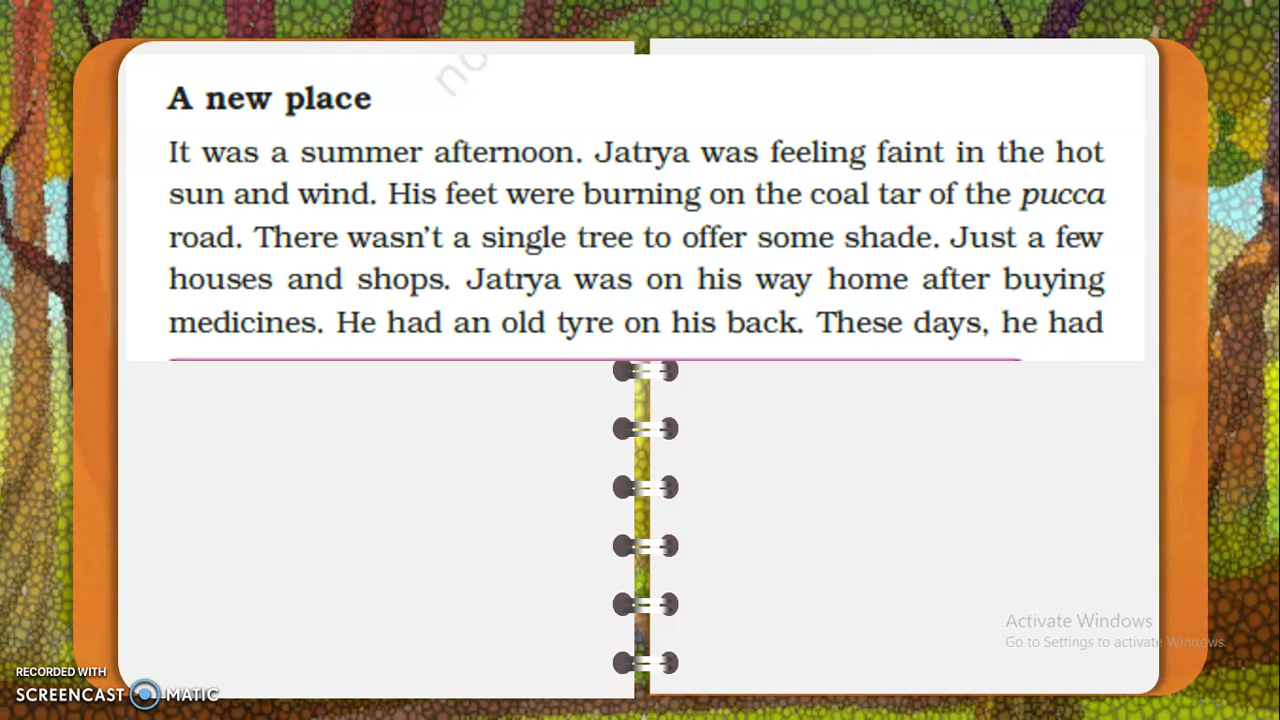 A new place
It was a summer afternoon. Jatrya was feeling faint in the hot
sun and wind. His feet were burning on the coal tar of the pucca
road. There wasn't a single tree to offer some shade. Just a few
houses and shops. Jatrya was on his way home after buying
medicines. He had an old tyre on his back. These days, he had
Activate Windows
Go to Settings to activate Windows.
RECORDED WITH
SCREENCAST MATIC